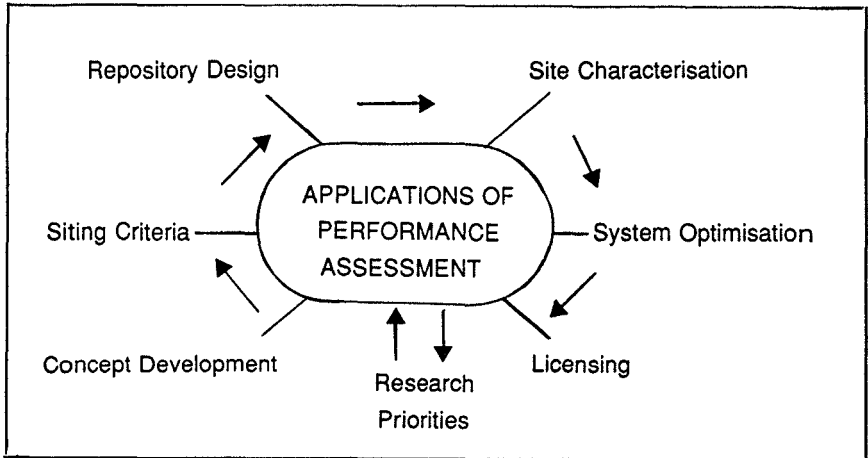 Repository Design
Site Characterisation
APPLICATIONS OF
PERFORMANCE
ASSESSMENT
Siting Criteria
System Optimisation
Concept Development
Research
Priorities
Licensing